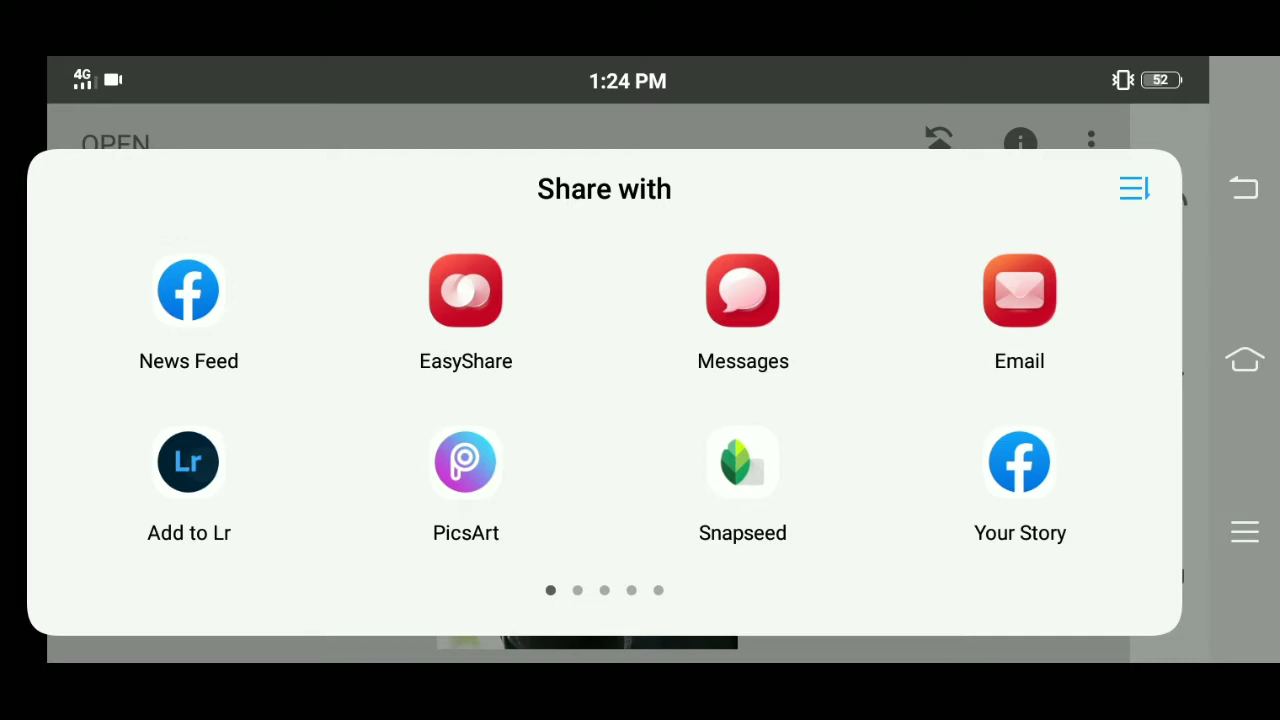 4G 1:24 PM 52
OPEN
Share with
News Feed EasyShare Messages Email
Lr
Add to Lr PicsArt Snapseed Your Story